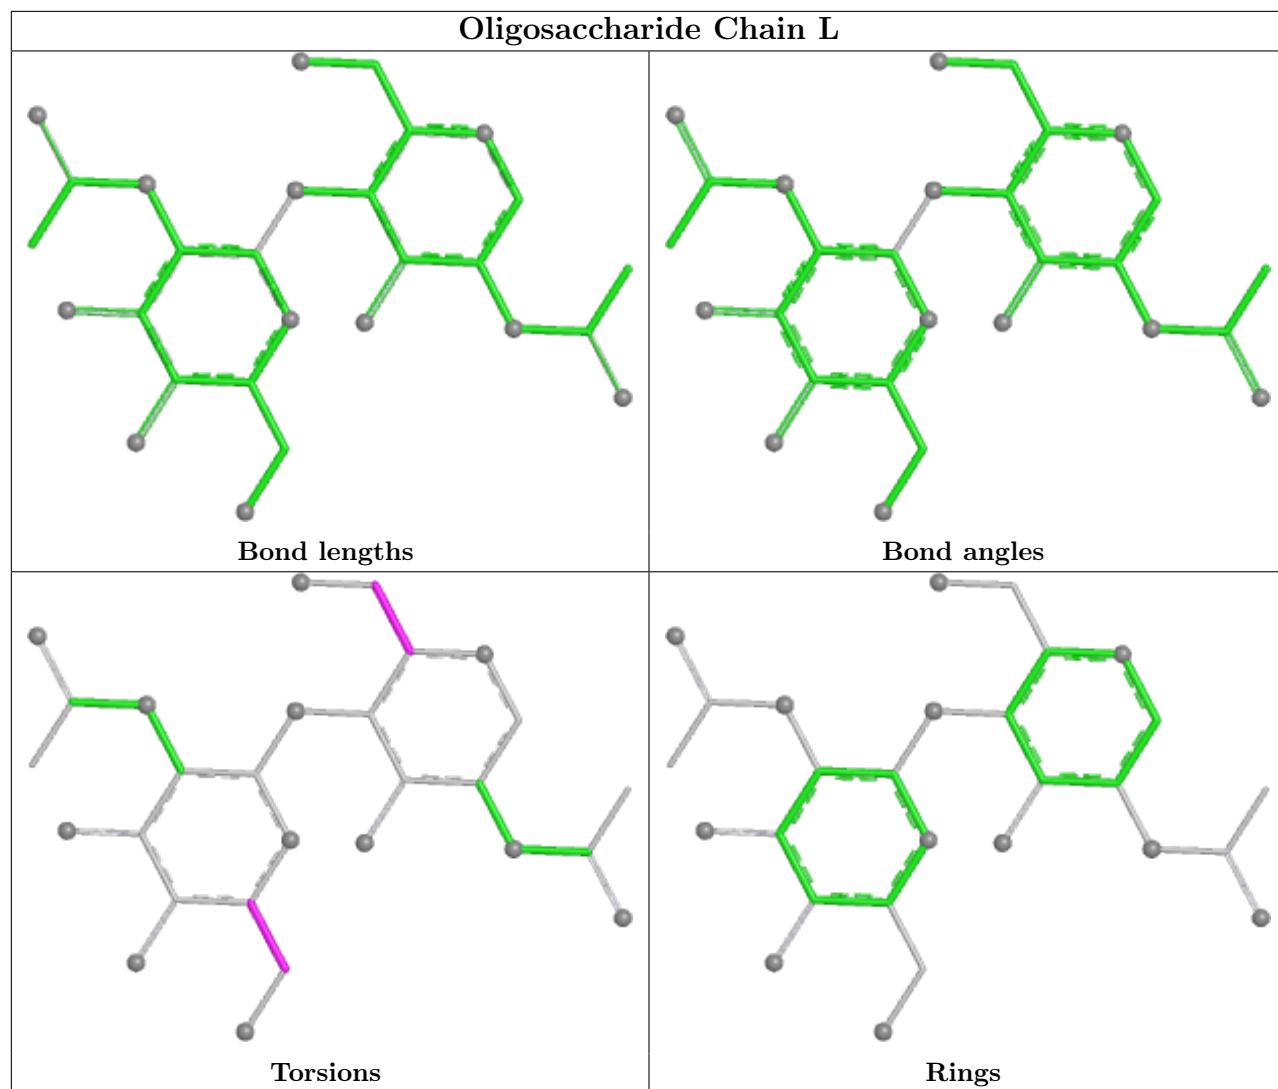 Oligosaccharide Chain L
Bond lengths
Bond angles
Torsions
Rings